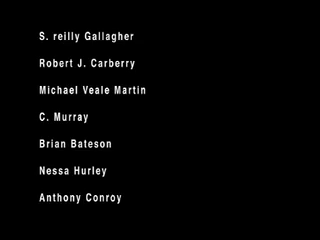 S. reilly Gallagher
Robert J. Carberry
Michael Veale Martin
C. Murray
Brian Bateson
Nessa Hurley
Anthony Conroy